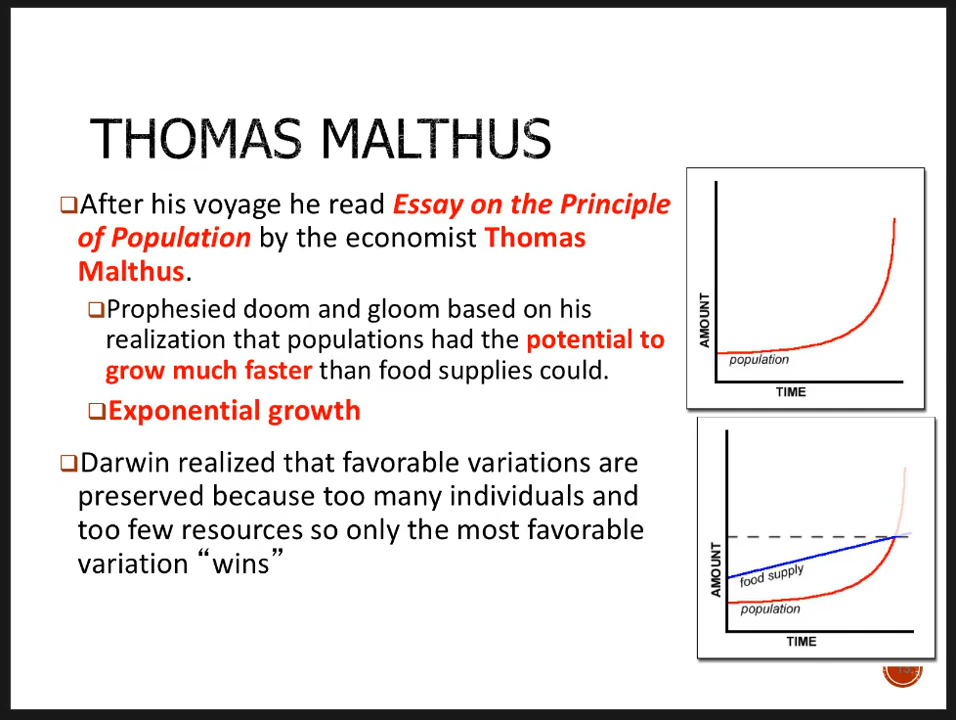 THOMAS MALTHUS
❑After his voyage he read Essay on the Principle
of Population by the economist Thomas
Malthus.
❑Prophesied doom and gloom based on his
realization that populations had the potential to
grow much faster than food supplies could.
❑Exponential growth
❑Darwin realized that favorable variations are
preserved because too many individuals and
too few resources so only the most favorable
variation “wins”
AMOUNT
population
TIME
AMOUNT
food supply
population
TIME